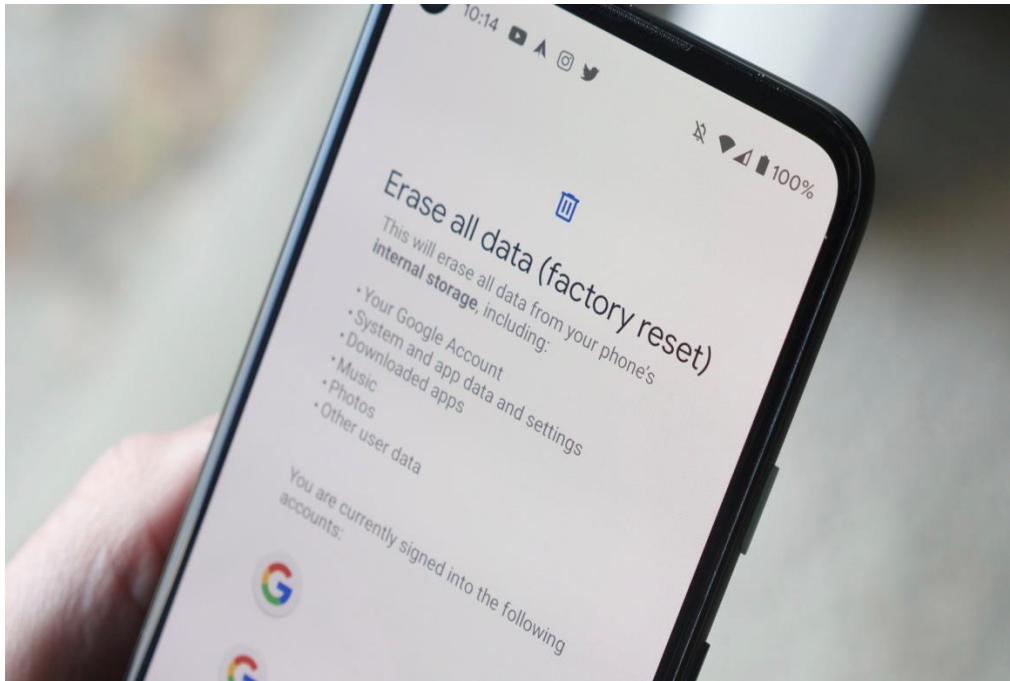 10:14
100%
Erase all data (factory reset)
This will erase all data from your phone's
internal storage, including:
• Your Google Account
• System and app data and settings
• Downloaded apps
• Music
• Photos
• Other user data
You are currently signed into the following
accounts: